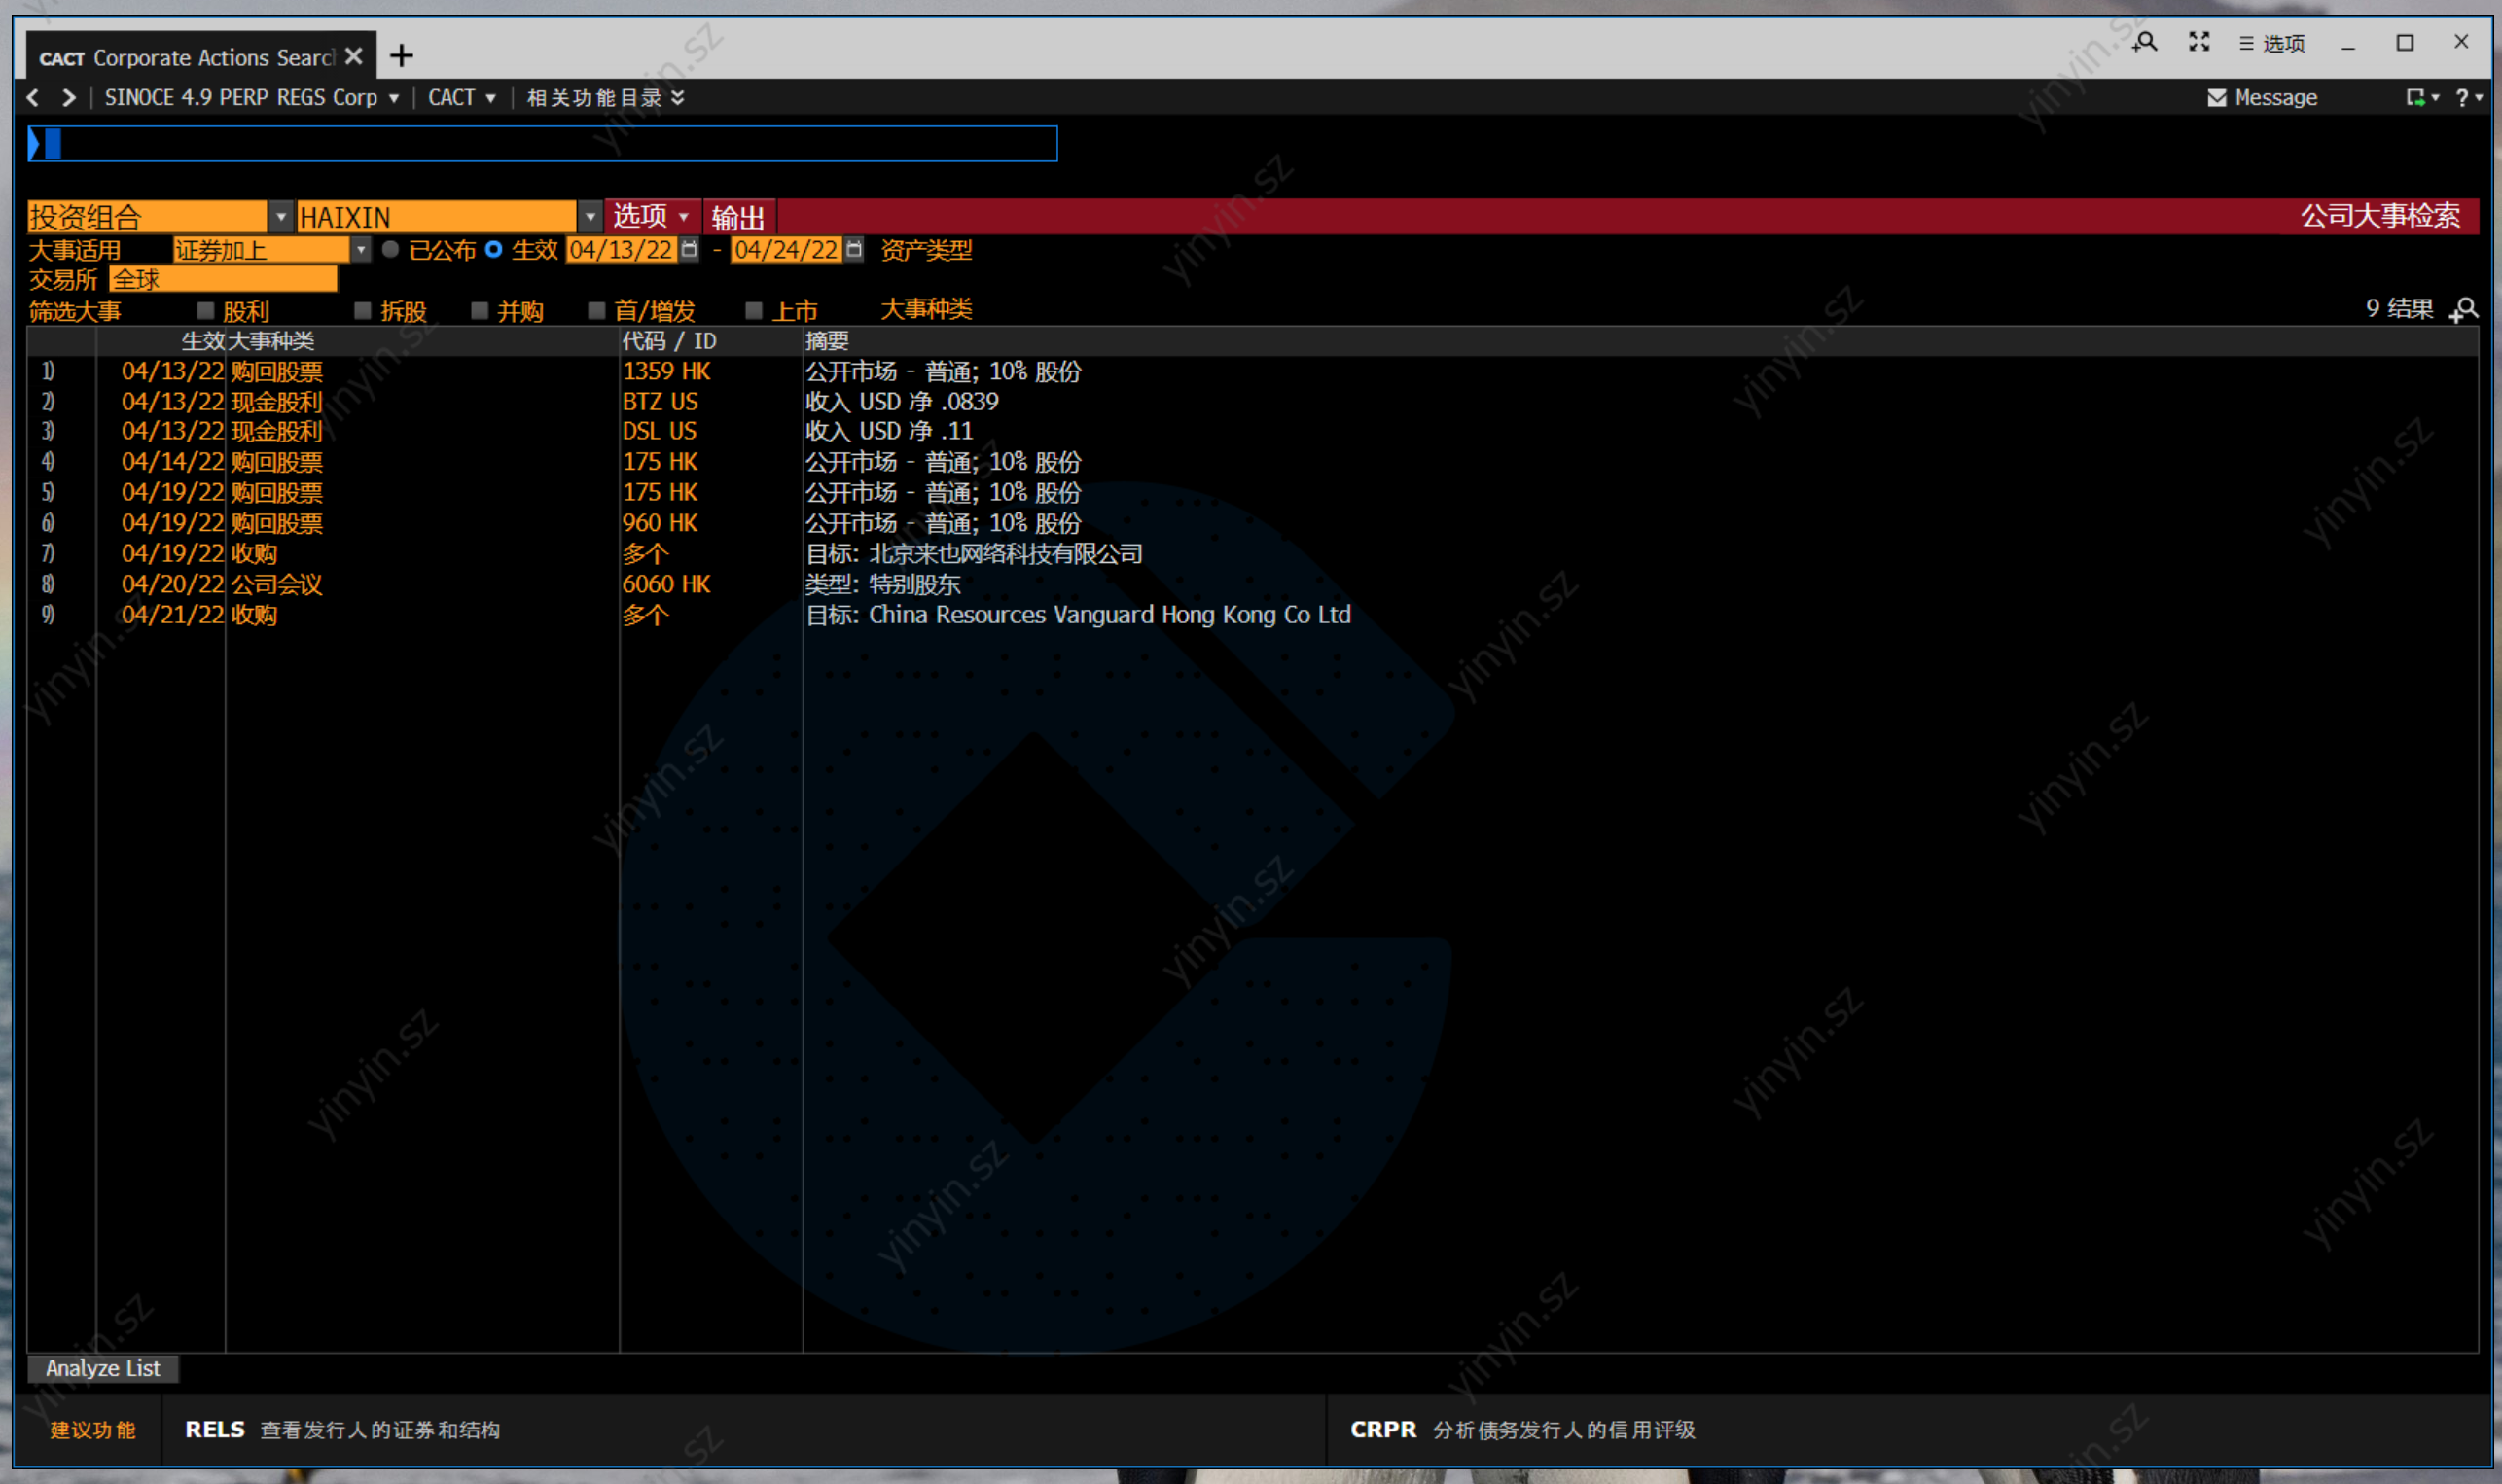 CACT Corporate Actions Searc
选项
SINOCE 4.9 PERP REGS Corp CACT 相关功能目录 Message ?
投资组合 HAIXIN 选项 输出 公司大事检索
大事适用 证券加上 已公布 生效 04/13/22 - 04/24/22 资产类型
交易所 全球
筛选大事 股利 拆股 并购 首/增发 上市 大事种类 9 结果
生效 大事种类 代码 / ID 摘要
1) 04/13/22 购回股票 1359 HK 公开市场 - 普通; 10% 股份
2) 04/13/22 现金股利 BTZ US 收入 USD 净 .0839
3) 04/13/22 现金股利 DSL US 收入 USD 净 .11
4) 04/14/22 购回股票 175 HK 公开市场 - 普通; 10% 股份
5) 04/19/22 购回股票 175 HK 公开市场 - 普通; 10% 股份
6) 04/19/22 购回股票 960 HK 公开市场 - 普通; 10% 股份
7) 04/19/22 收购 多个 目标: 北京来也网络科技有限公司
8) 04/20/22 公司会议 6060 HK 类型: 特别股东
9) 04/21/22 收购 多个 目标: China Resources Vanguard Hong Kong Co Ltd
Analyze List
建议功能 RELS 查看发行人的证券和结构 CRPR 分析债务发行人的信用评级
yinyin.sz